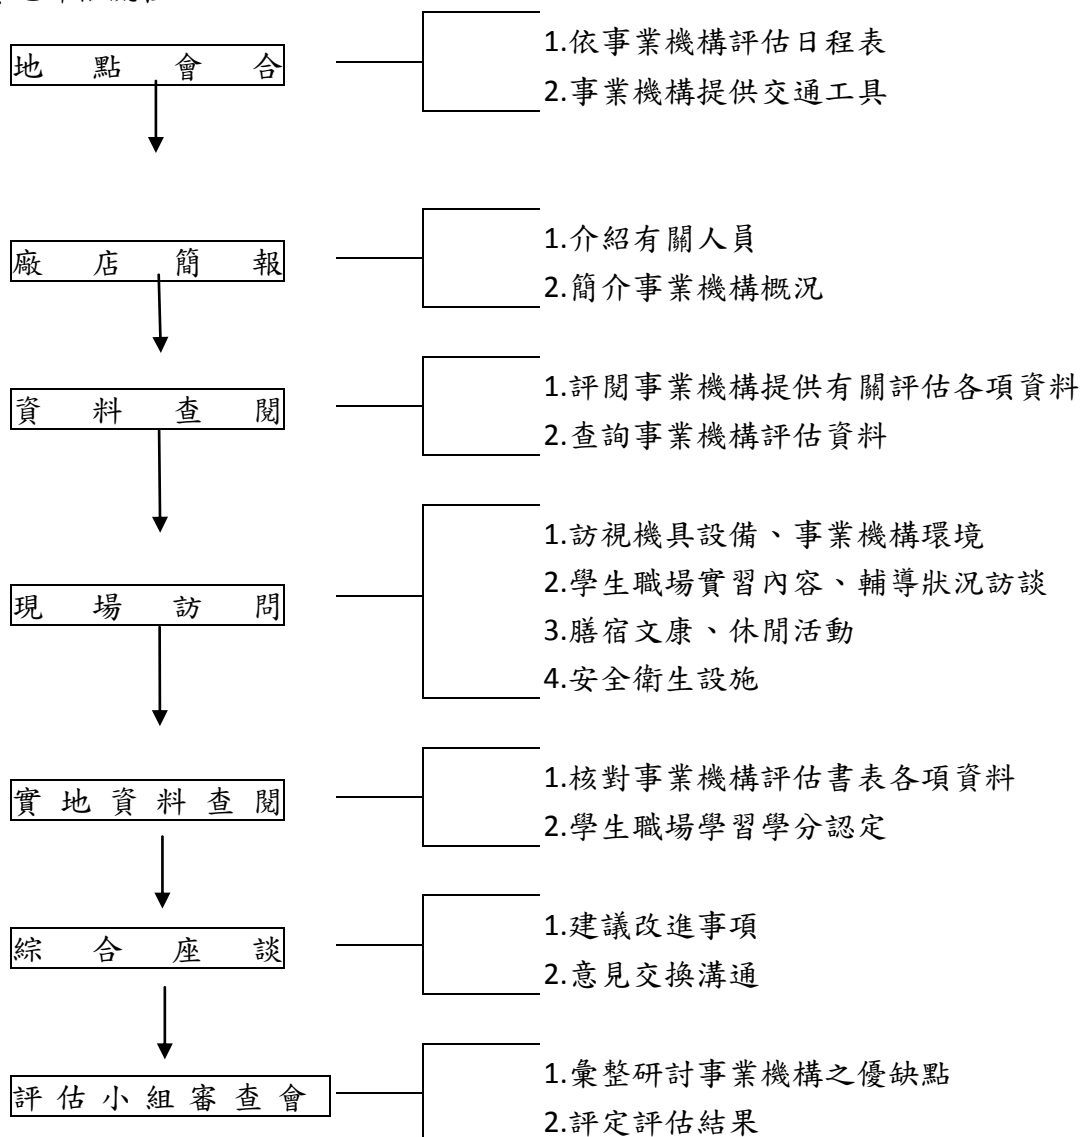 地點會合
1.依事業機構評估日程表
2.事業機構提供交通工具
廠店簡報
1.介紹有關人員
2.簡介事業機構概況
資料查閱
1.評閱事業機構提供有關評估各項資料
2.查詢事業機構評估資料
現場訪問
1.訪視機具設備、事業機構環境
2.學生職場實習內容、輔導狀況訪談
3.膳宿文康、休閒活動
4.安全衛生設施
實地資料查閱
1.核對事業機構評估書表各項資料
2.學生職場學習學分認定
綜合座談
1.建議改進事項
2.意見交換溝通
評估小組審查會
1.彙整研討事業機構之優缺點
2.評定評估結果